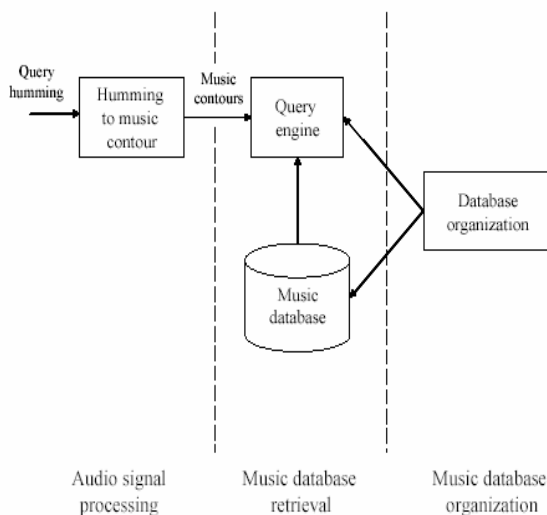 Query
humming
Humming
to music
contour
Music
contours
Query
engine
Database
organization
Music
database
Audio signal
processing
Music database
retrieval
Music database
organization